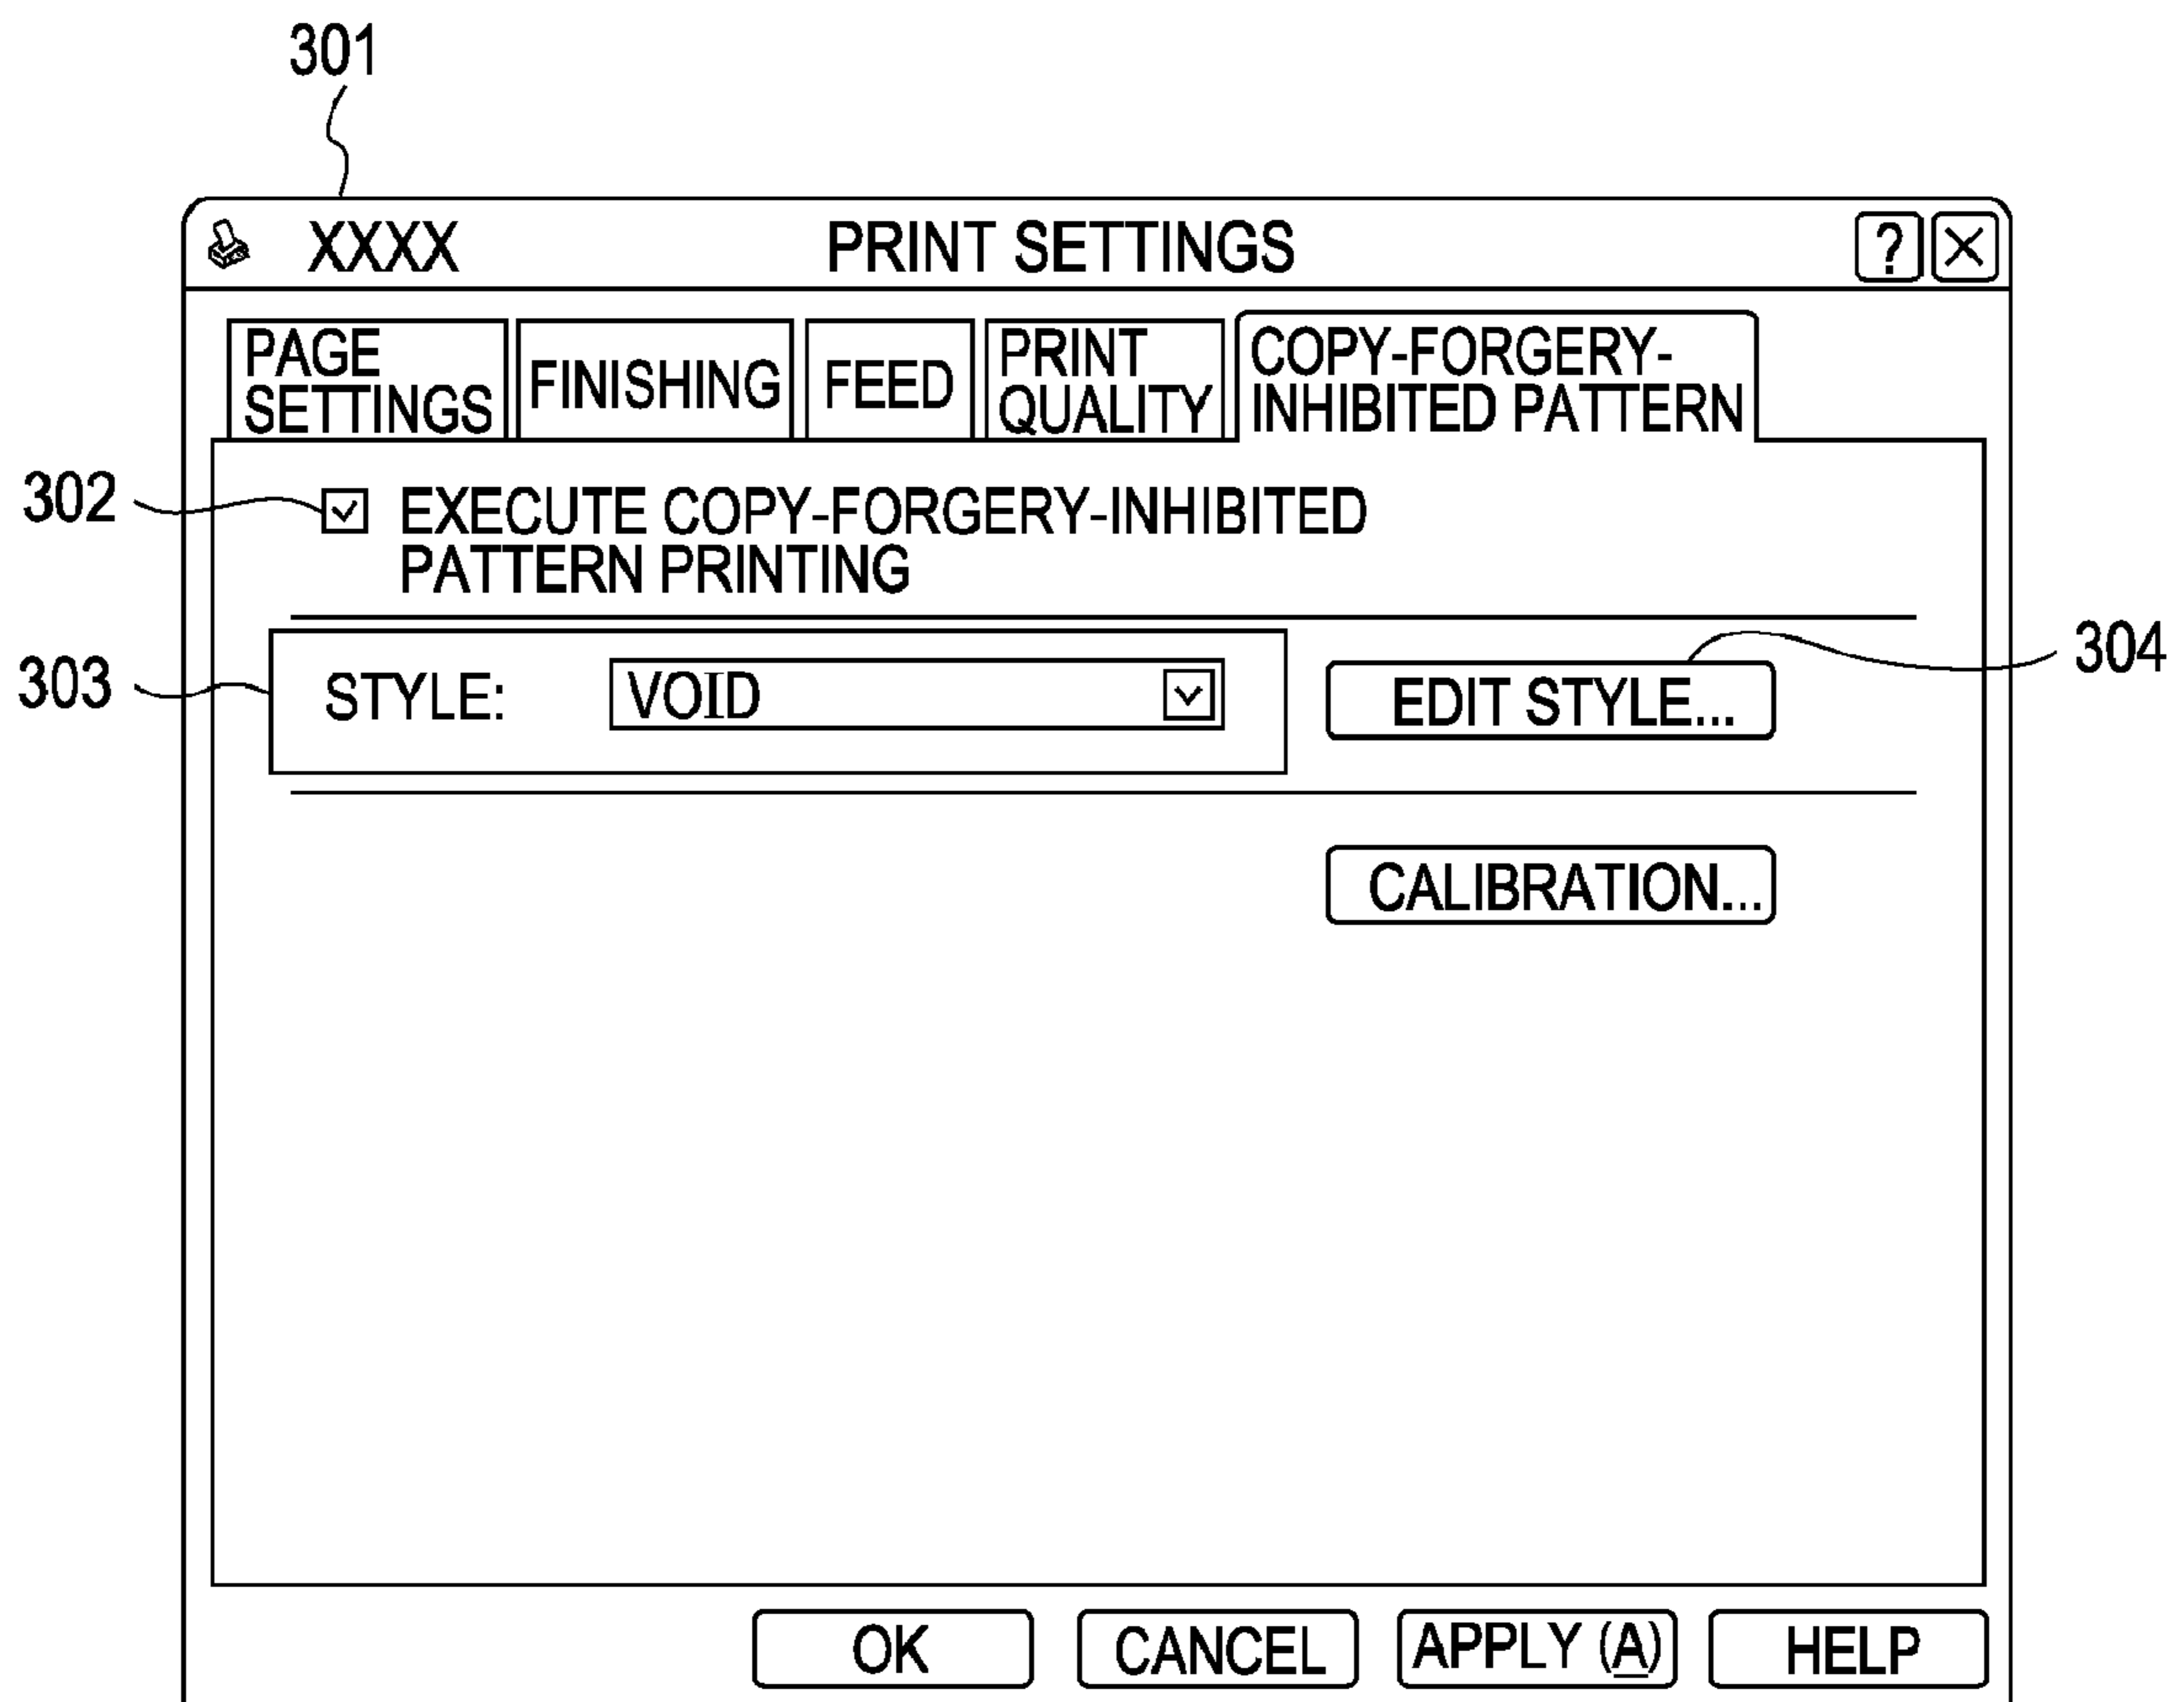 301
XXXX PRINT SETTINGS ?
PAGE
SETTINGS
FINISHING
FEED
PRINT
QUALITY
COPY-FORGERY-
INHIBITED PATTERN
302
EXECUTE COPY-FORGERY-INHIBITED
PATTERN PRINTING
303
STYLE: VOID
EDIT STYLE...
304
CALIBRATION...
OK CANCEL APPLY (A) HELP